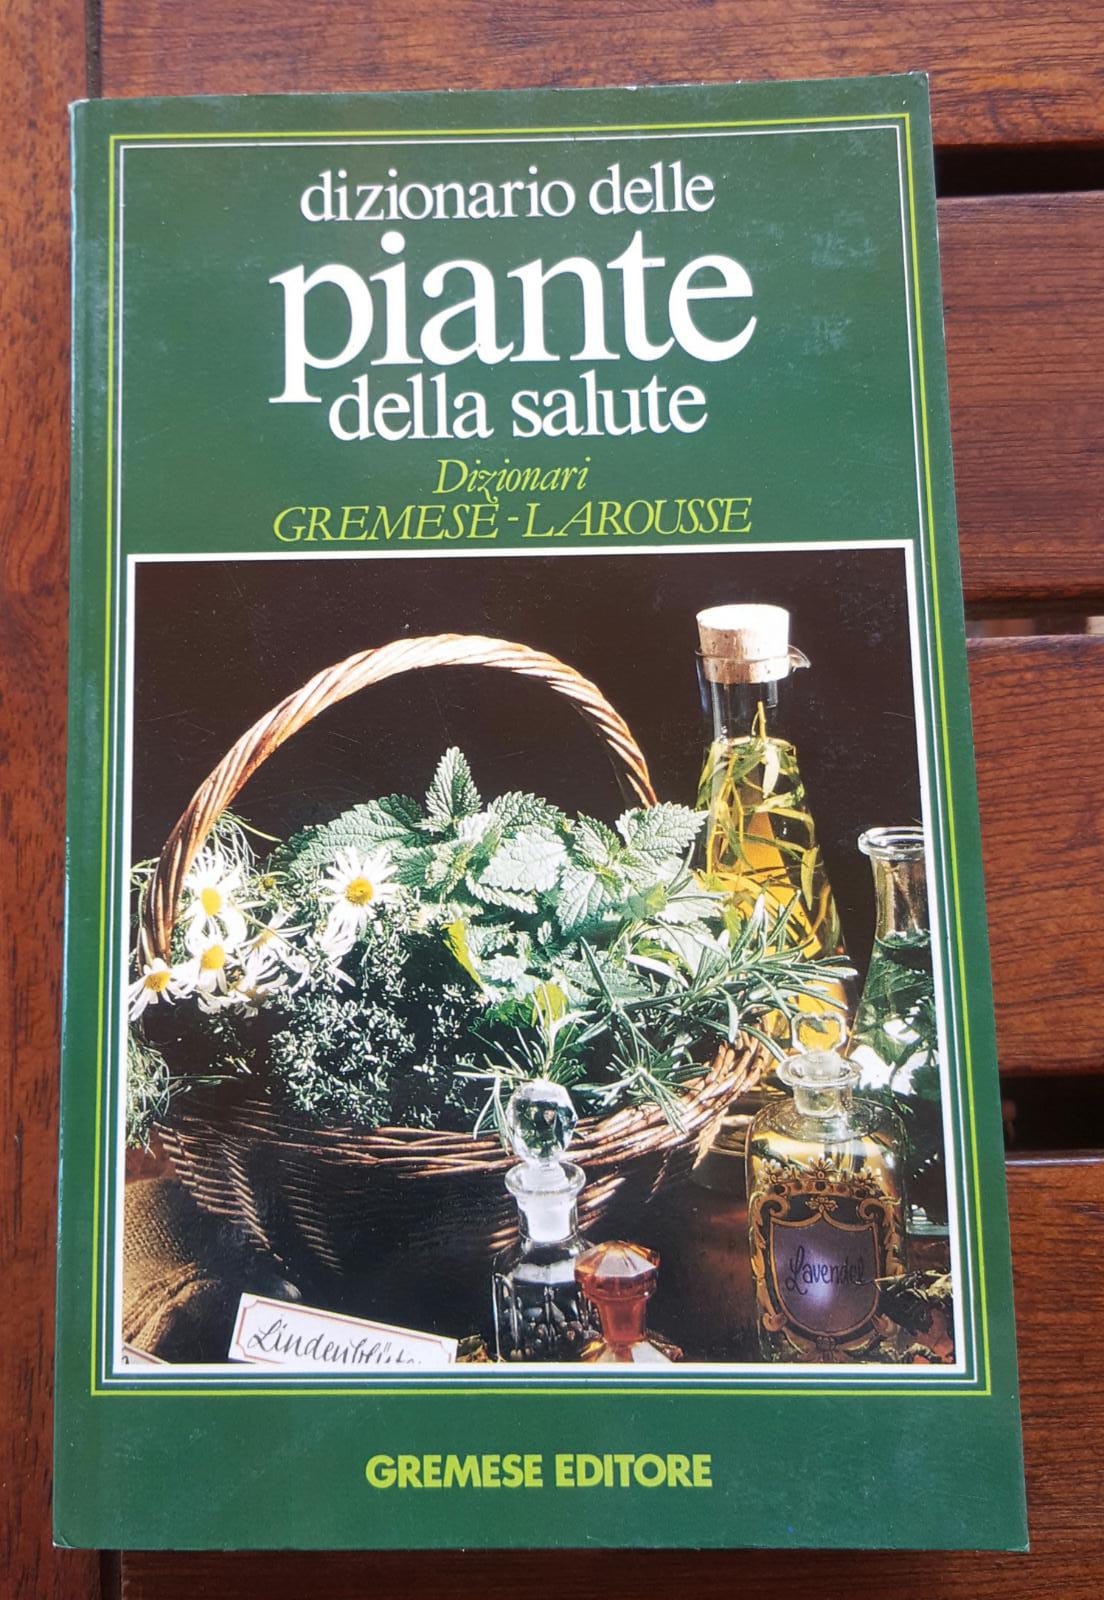 dizionario delle
piante
della salute
Dizionari
GREMESE-LAROUSSE
Lavendel
GREMESE EDITORE